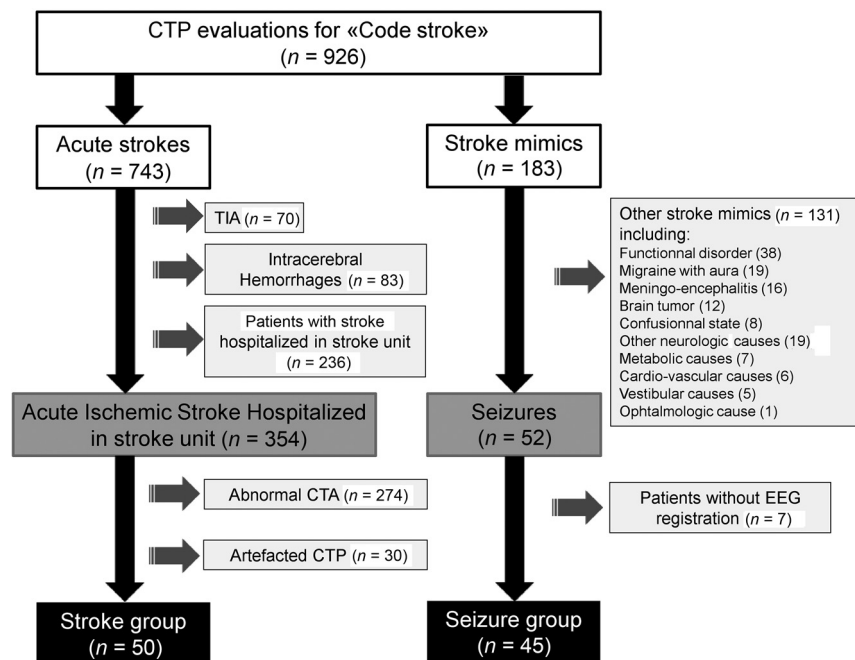 CTP evaluations for «Code stroke»
(n = 926)
Acute strokes
(n = 743)
Stroke mimics
(n = 183)
TIA (n = 70)
Intracerebral
Hemorrhages (n = 83)
Patients with stroke
hospitalized in stroke unit
(n = 236)
Other stroke mimics (n = 131)
including:
Functionnal disorder (38)
Migraine with aura (19)
Meningo-encephalitis (16)
Brain tumor (12)
Confusionnal state (8)
Other neurologic causes (19)
Metabolic causes (7)
Cardio-vascular causes (6)
Vestibular causes (5)
Ophtalmologic cause (1)
Acute Ischemic Stroke Hospitalized
in stroke unit (n = 354)
Seizures
(n = 52)
Abnormal CTA (n = 274)
Artefacted CTP (n = 30)
Patients without EEG
registration (n = 7)
Stroke group
(n = 50)
Seizure group
(n = 45)